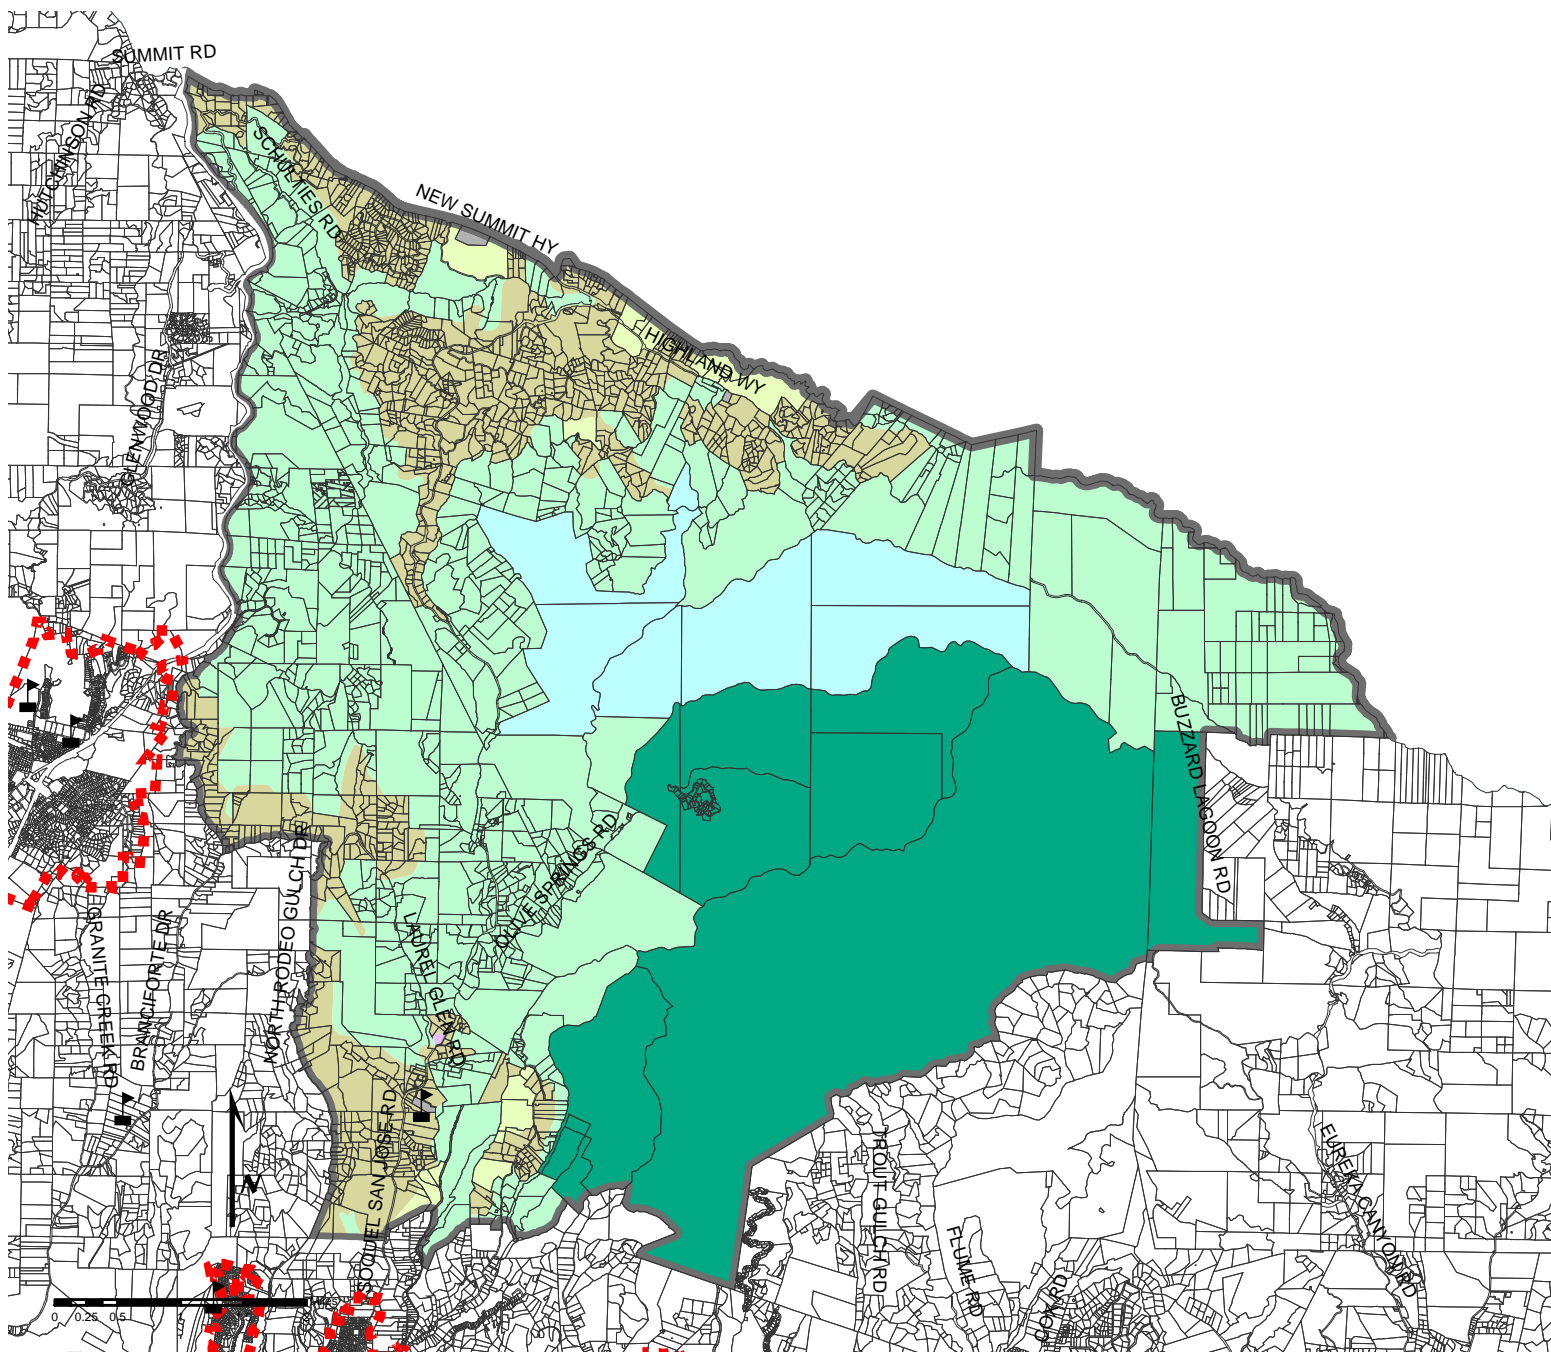 SUMMIT RD
HUTCHINSON RD
SCHULTIES RD
NEW SUMMIT HY
HIGHLAND WY
GLENWOOD DR
BUZZARD LAGOON RD
OLIVE SPRINGS RD
NORTH RODEO GULCH DR
LAUREL GLEN RD
GRANITE CREEK RD
BRANCIFORTE DR
SOQUEL SAN JOSE RD
TROUT GULCH RD
FLUME RD
COX RD
EUREKA CANYON RD
N
0 0.25 0.5